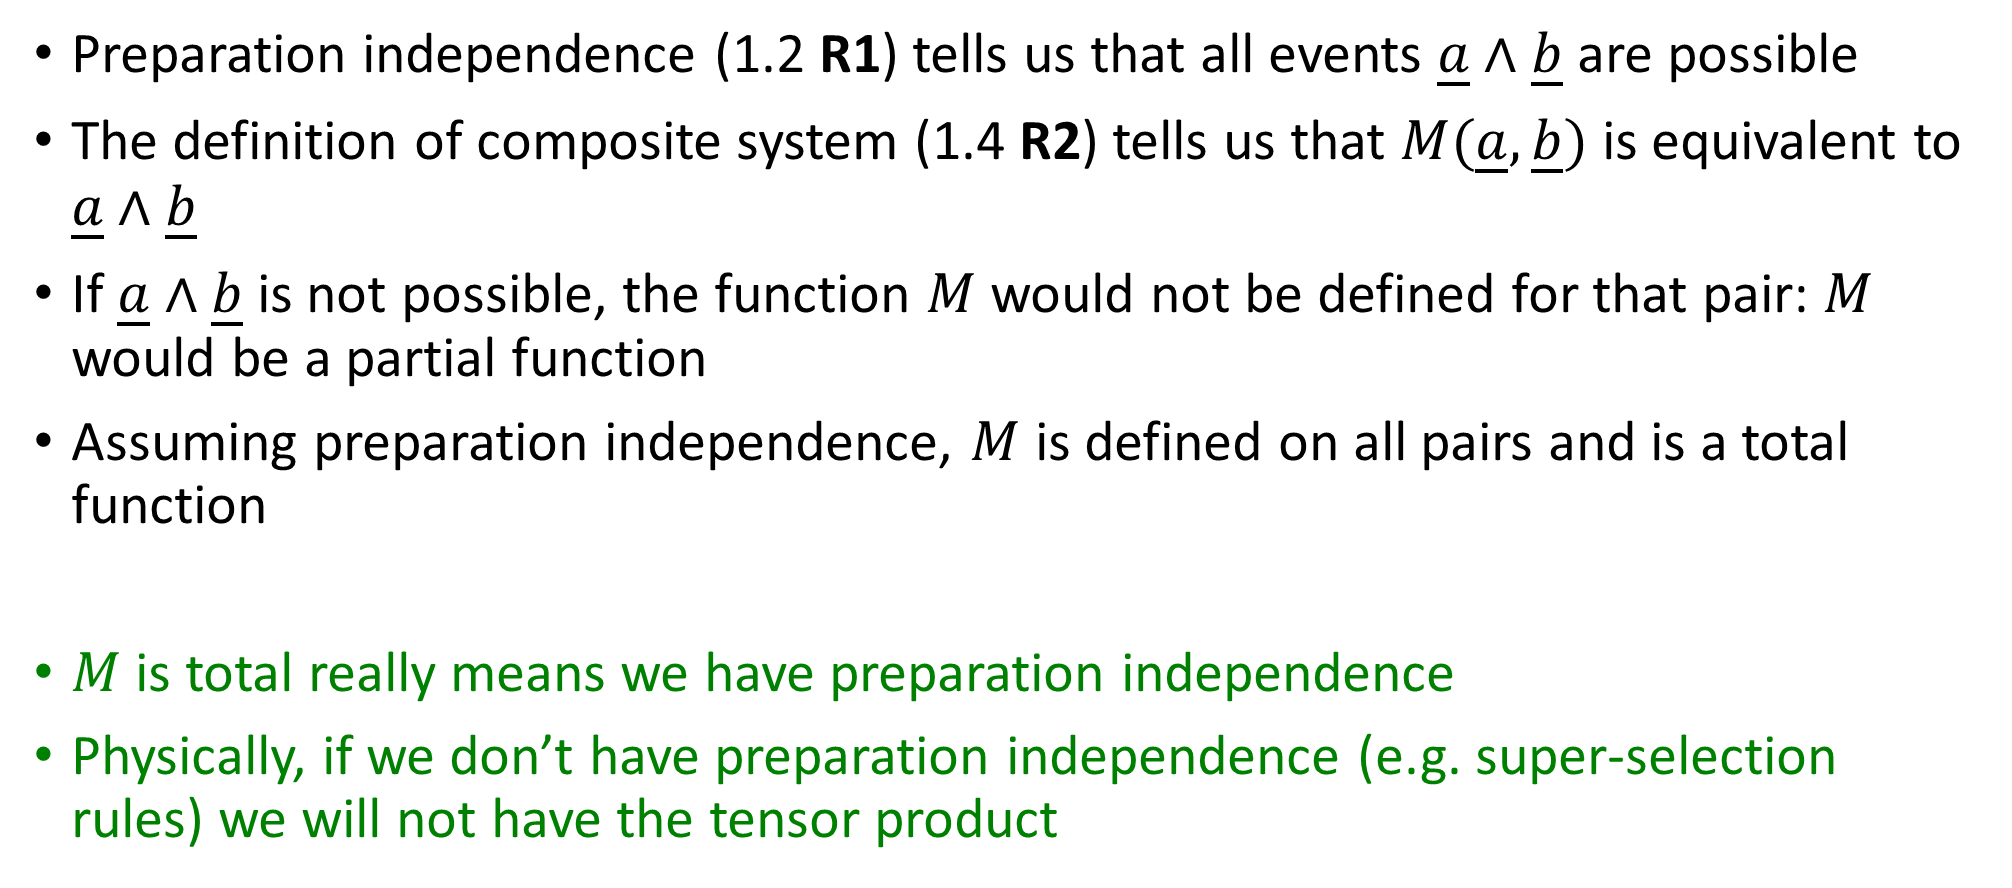 • Preparation independence (1.2 R1) tells us that all events a ∧ b are possible
• The definition of composite system (1.4 R2) tells us that M(a, b) is equivalent to
a ∧ b
• If a ∧ b is not possible, the function M would not be defined for that pair: M
would be a partial function
• Assuming preparation independence, M is defined on all pairs and is a total
function
• M is total really means we have preparation independence
• Physically, if we don’t have preparation independence (e.g. super-selection
rules) we will not have the tensor product